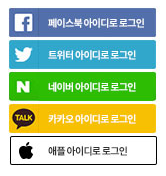 페이스북 아이디로 로그인
트위터 아이디로 로그인
N 네이버 아이디로 로그인
TALK 카카오 아이디로 로그인
애플 아이디로 로그인